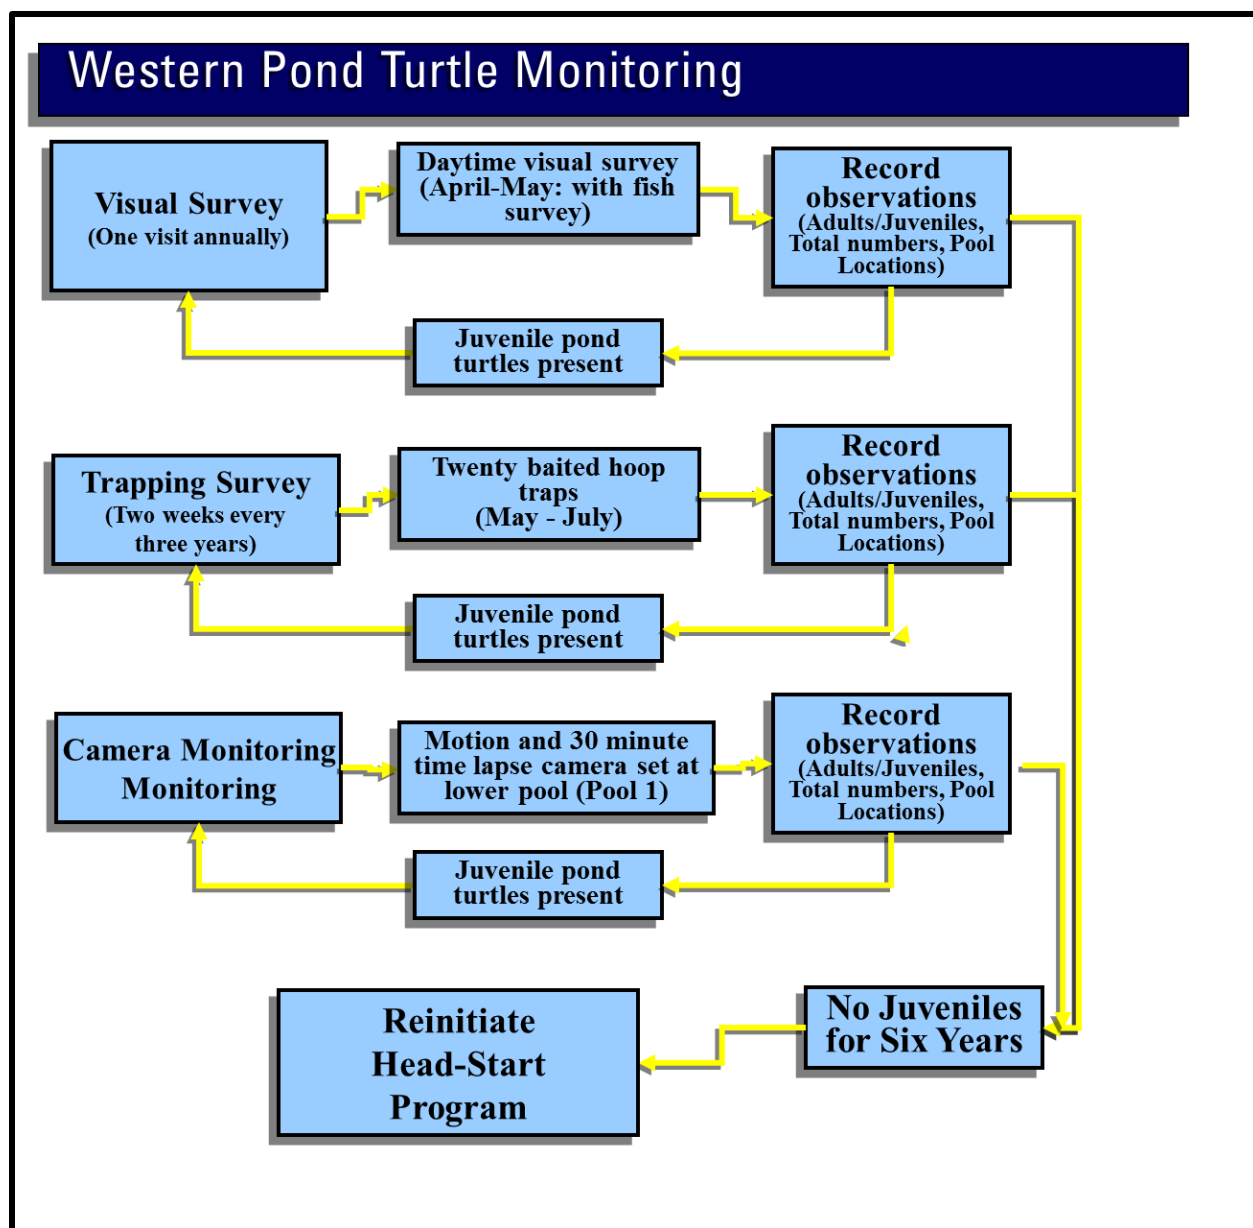 Western Pond Turtle Monitoring
Visual Survey
(One visit annually)
Daytime visual survey
(April-May: with fish
survey)
Record
observations
(Adults/Juveniles,
Total numbers, Pool
Locations)
Juvenile pond
turtles present
Trapping Survey
(Two weeks every
three years)
Twenty baited hoop
traps
(May - July)
Record
observations
(Adults/Juveniles,
Total numbers, Pool
Locations)
Juvenile pond
turtles present
Camera Monitoring
Monitoring
Motion and 30 minute
time lapse camera set at
lower pool (Pool 1)
Record
observations
(Adults/Juveniles,
Total numbers, Pool
Locations)
Juvenile pond
turtles present
No Juveniles
for Six Years
Reinitiate
Head-Start
Program